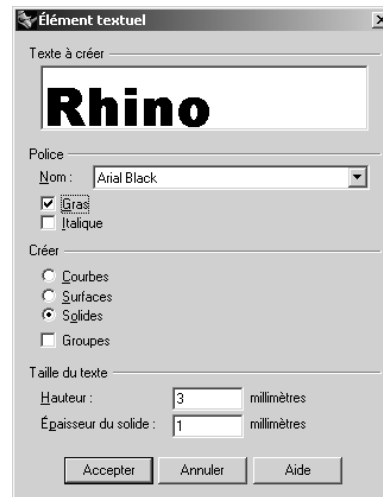 Élément textuel
Texte à créer
Rhino
Police
Nom : Arial Black
Gras
Italique
Créer
Courbes
Surfaces
Solides
Groupes
Taille du texte
Hauteur : 3 millimètres
Épaisseur du solide : 1 millimètres
Accepter Annuler Aide